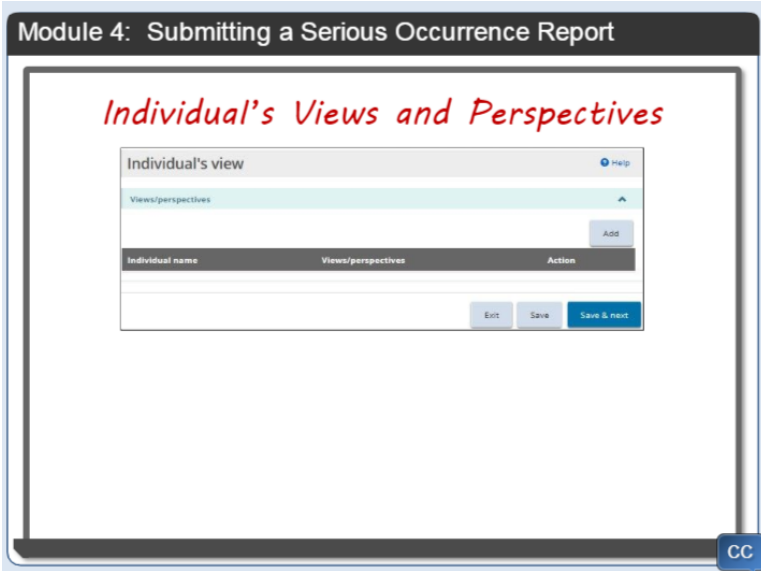 Module 4: Submitting a Serious Occurrence Report
Individual's Views and Perspectives
Individual's view
Help
Views/perspectives
Add
Individual name Views/perspectives Action
Exit Save Save & next
CC